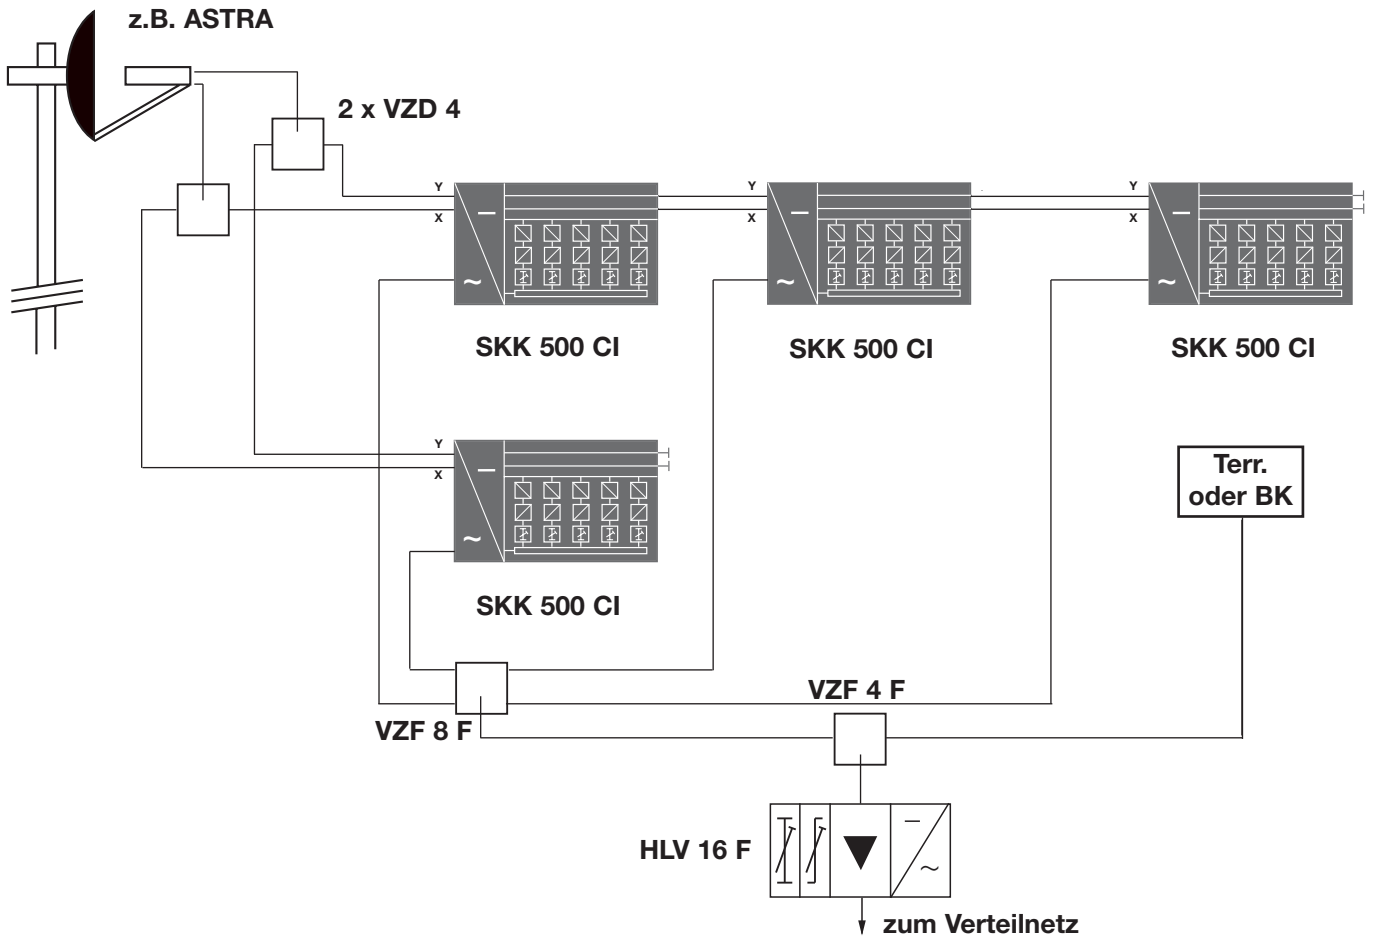 z.B. ASTRA
2 x VZD 4
Y
X
Y
X
Y
X
~
~
~
SKK 500 CI
SKK 500 CI
SKK 500 CI
Y
X
~
SKK 500 CI
Terr.
oder BK
VZF 8 F
VZF 4 F
HLV 16 F
~
zum Verteilnetz